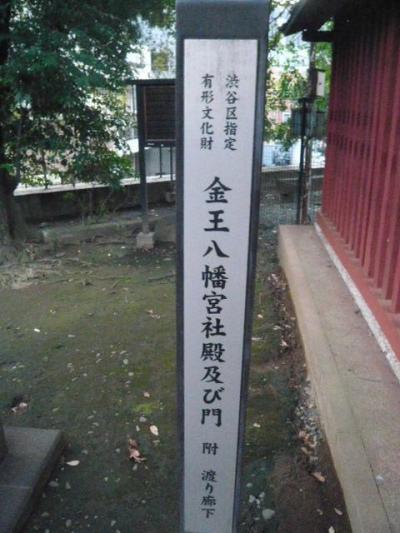 渋谷区指定
有形文化財
金王八幡宮社殿及び門 附 渡り廊下